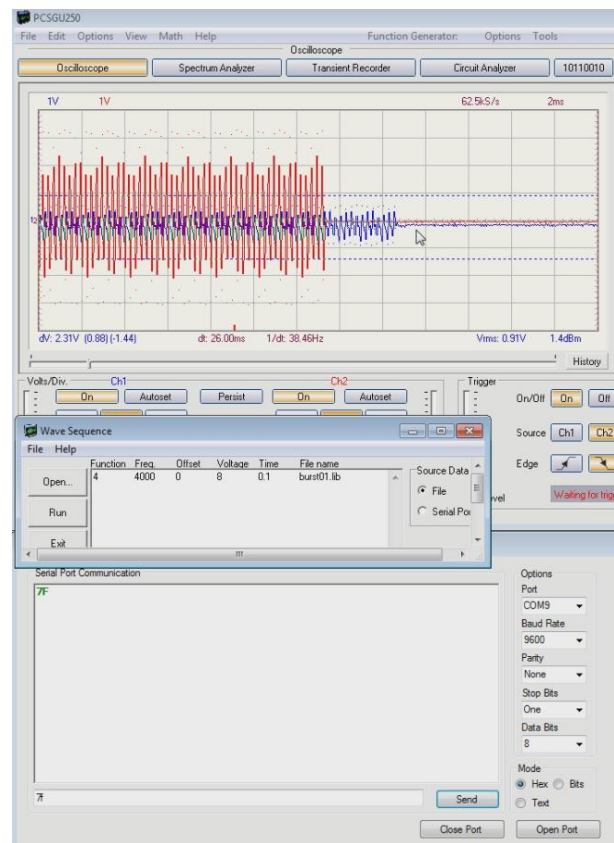 PCSGU250
File Edit Options View Math Help Function Generator: Options Tools
Oscilloscope
Oscilloscope Spectrum Analyzer Transient Recorder Circuit Analyzer 10110010
1V 1V 62.5kS/s 2ms
dV: 2.31V (0.88) (-1.44) dt: 26.00ms 1/dt: 38.46Hz Vrms: 0.91V 1.4dBm
History
Volts/Div. Ch1 Ch2 Trigger
On Autoset Persist On Autoset On/Off On Off
Source Ch1 Ch2
Edge
Waiting for trig
Wave Sequence
File Help
Function Freq. Offset Voltage Time File name
4 4000 0 8 0.1 burst01.lib
Open...
Run
Exit
Source Data
File
Serial Por
Serial Port Communication
7F
Options
Port
COM9
Baud Rate
9600
Parity
None
Stop Bits
One
Data Bits
8
Mode
Hex Bits
Text
7f
Send
Close Port Open Port